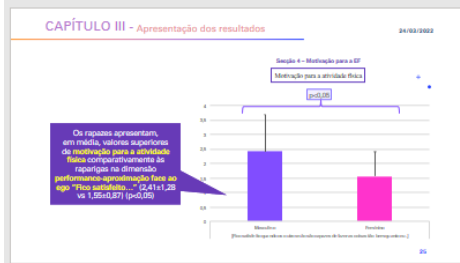 CAPÍTULO III - Apresentação dos resultados
24/03/2022
Secção 4 – Motivação para a EF
Motivação para a atividade física
p<0,05
Os rapazes apresentam,
em média, valores superiores
de motivação para a atividade
física comparativamente às
raparigas na dimensão
performance-aproximação face ao
ego "Fico satisfeito..." (2,41±1,28
vs 1,55±0,87) (p<0,05)
4
3,5
3
2,5
2
1,5
1
0,5
0
Masculino
Feminino
25